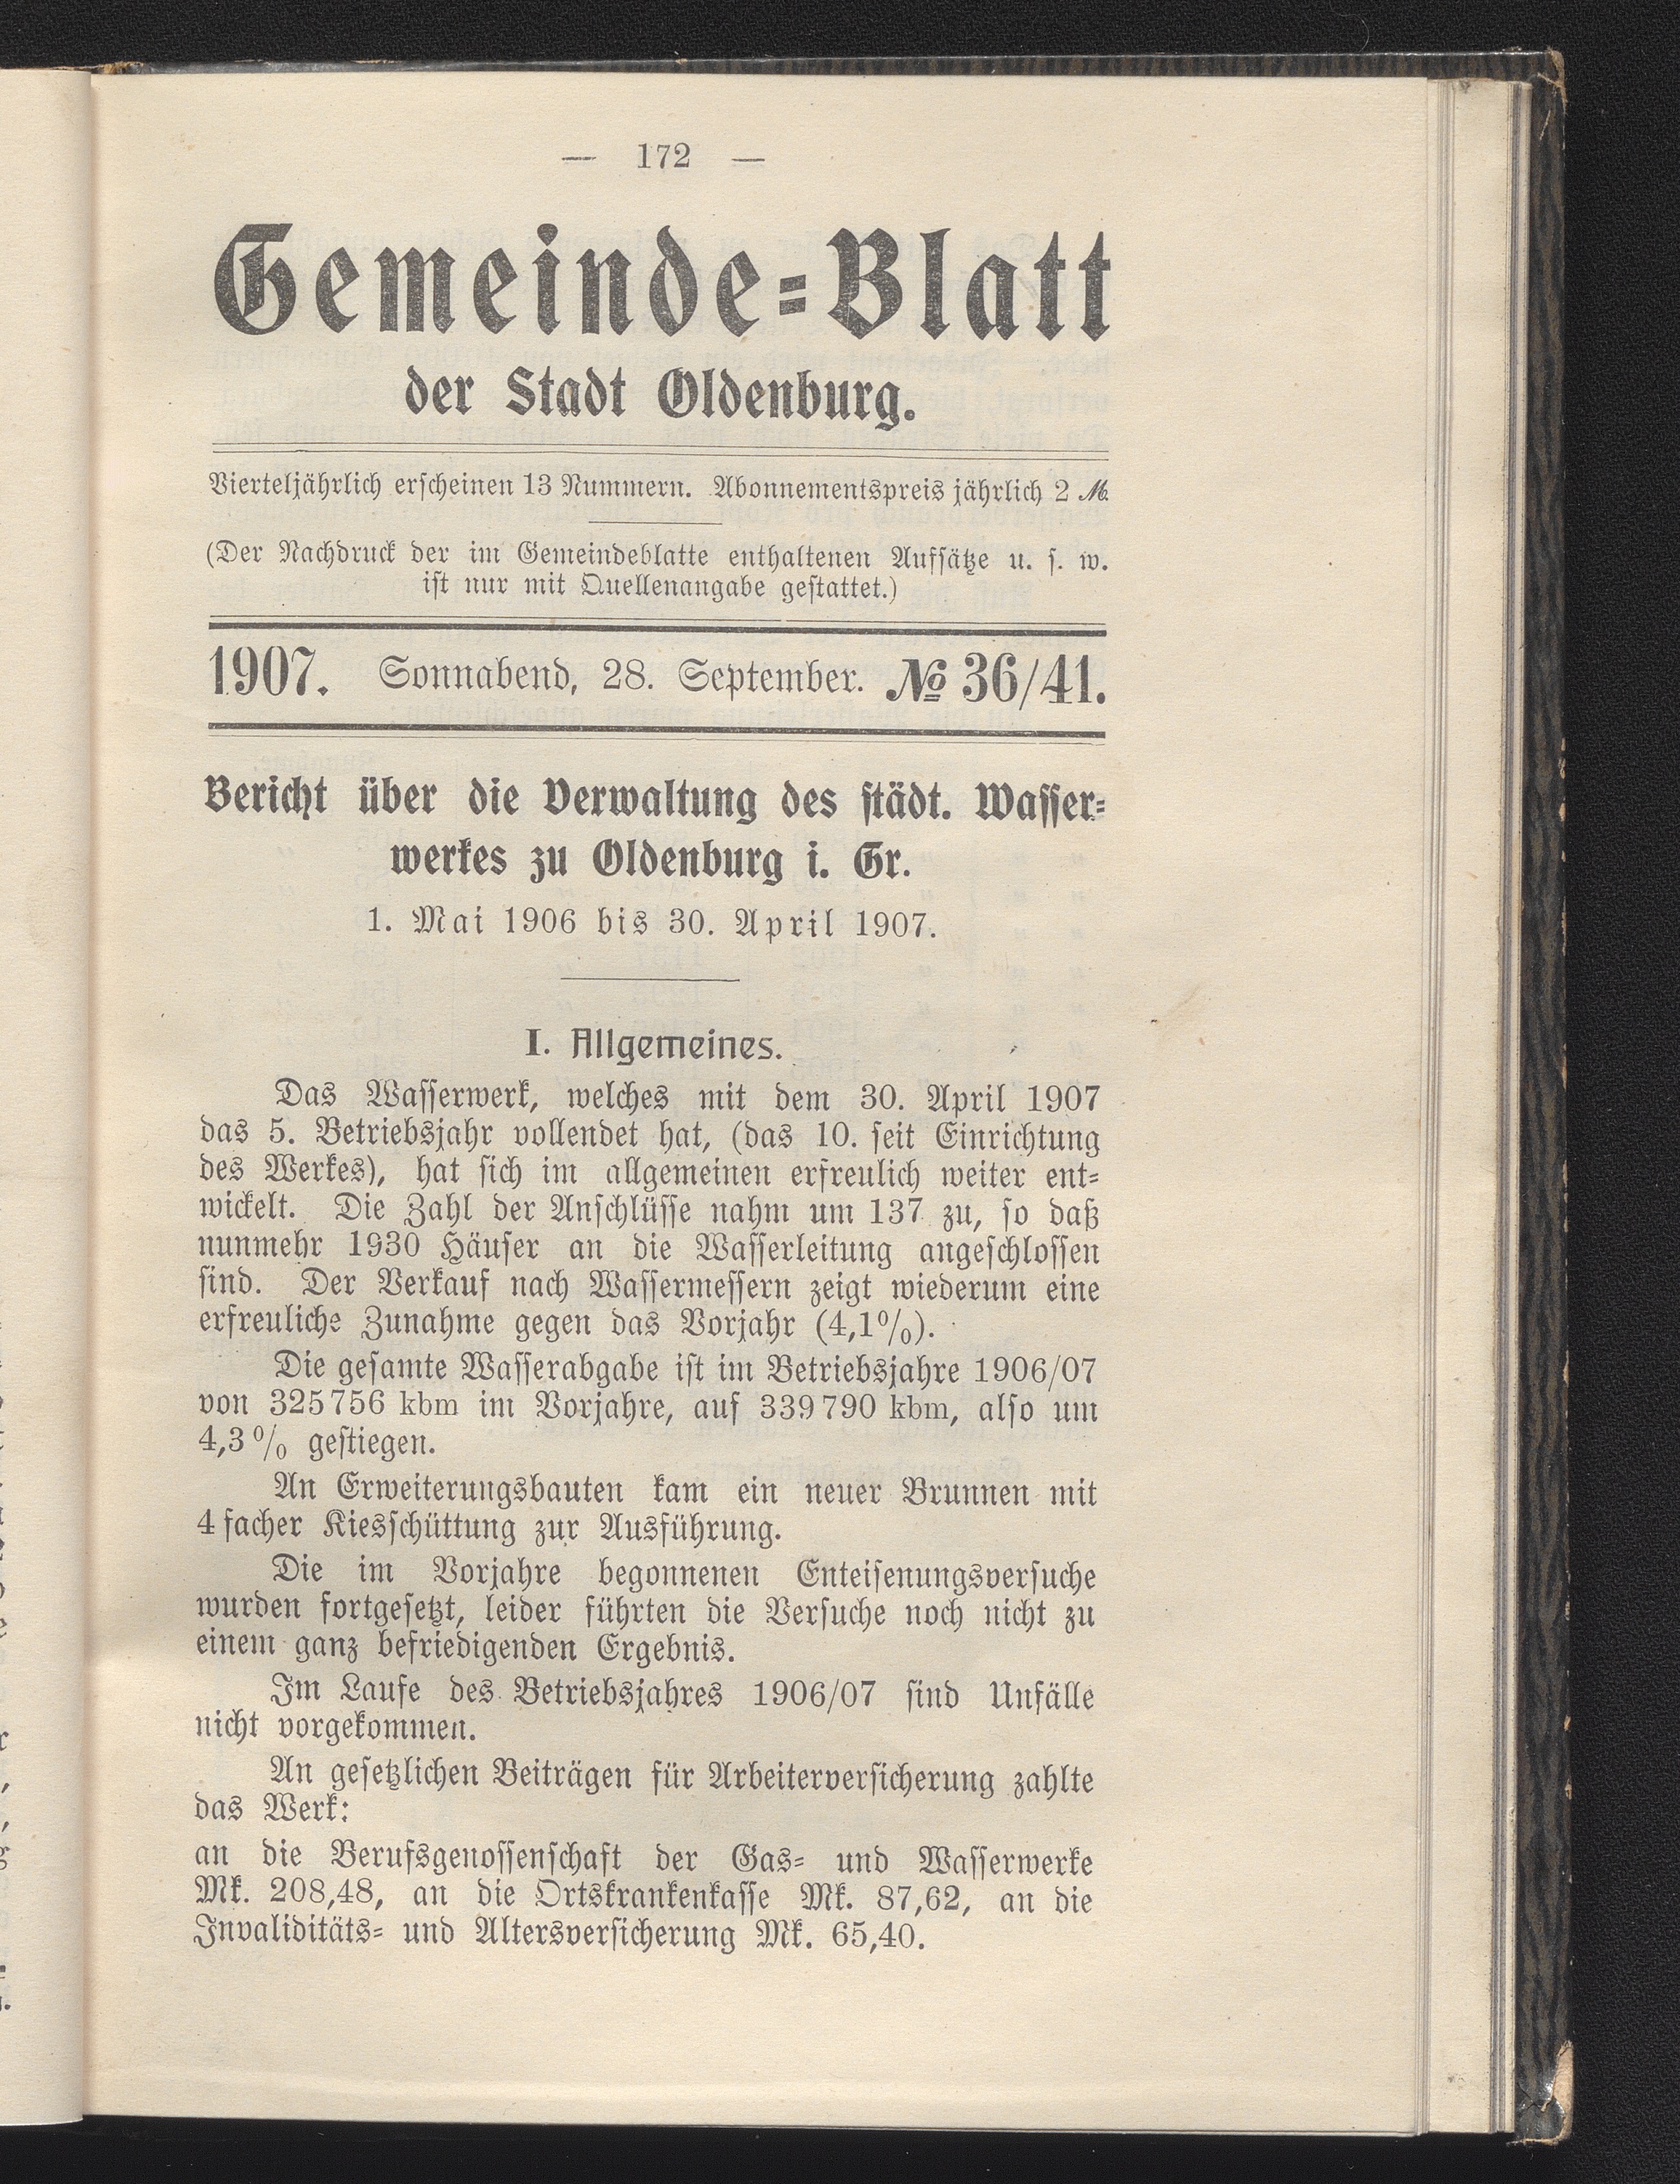 — 172 —
Gemeinde=Blatt
der Stadt Oldenburg.
Vierteljährlich erscheinen 13 Nummern. Abonnementspreis jährlich 2 ℳ.
(Der Nachdruck der im Gemeindeblatte enthaltenen Aufsätze u. s. w.
ist nur mit Quellenangabe gestattet.)
1907. Sonnabend, 28. September. № 36/41.
Bericht über die Verwaltung des städt. Wasser=
werkes zu Oldenburg i. Gr.
1. Mai 1906 bis 30. April 1907.
I. Allgemeines.
Das Wasserwerk, welches mit dem 30. April 1907
das 5. Betriebsjahr vollendet hat, (das 10. seit Einrichtung
des Werkes), hat sich im allgemeinen erfreulich weiter ent=
wickelt. Die Zahl der Anschlüsse nahm um 137 zu, so daß
nunmehr 1930 Häuser an die Wasserleitung angeschlossen
sind. Der Verkauf nach Wassermessern zeigt wiederum eine
erfreuliche Zunahme gegen das Vorjahr (4,1%).
Die gesamte Wasserabgabe ist im Betriebsjahre 1906/07
von 325756 kbm im Vorjahre, auf 339790 kbm, also um
4,3% gestiegen.
An Erweiterungsbauten kam ein neuer Brunnen mit
4 facher Kiesschüttung zur Ausführung.
Die im Vorjahre begonnenen Enteisenungsversuche
wurden fortgesetzt, leider führten die Versuche noch nicht zu
einem ganz befriedigenden Ergebnis.
Im Laufe des Betriebsjahres 1906/07 sind Unfälle
nicht vorgekommen.
An gesetzlichen Beiträgen für Arbeiterversicherung zahlte
das Werk:
an die Berufsgenossenschaft der Gas= und Wasserwerke
Mk. 208,48, an die Ortskrankenkasse Mk. 87,62, an die
Invaliditäts= und Altersversicherung Mk. 65,40.